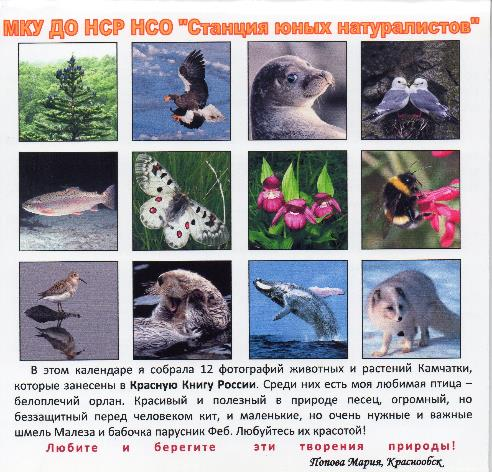 МКУ ДО НСР НСО "Станция юных натуралистов"
В этом календаре я собрала 12 фотографий животных и растений Камчатки,
которые занесены в Красную Книгу России. Среди них есть моя любимая птица –
белоплечий орлан. Красивый и полезный в природе песец, огромный, но
беззащитный перед человеком кит, и маленькие, но очень нужные и важные
шмель Малеза и бабочка парусник Феб. Любуйтесь их красотой!
Любите и берегите эти творения природы!
Попова Мария, Краснообск